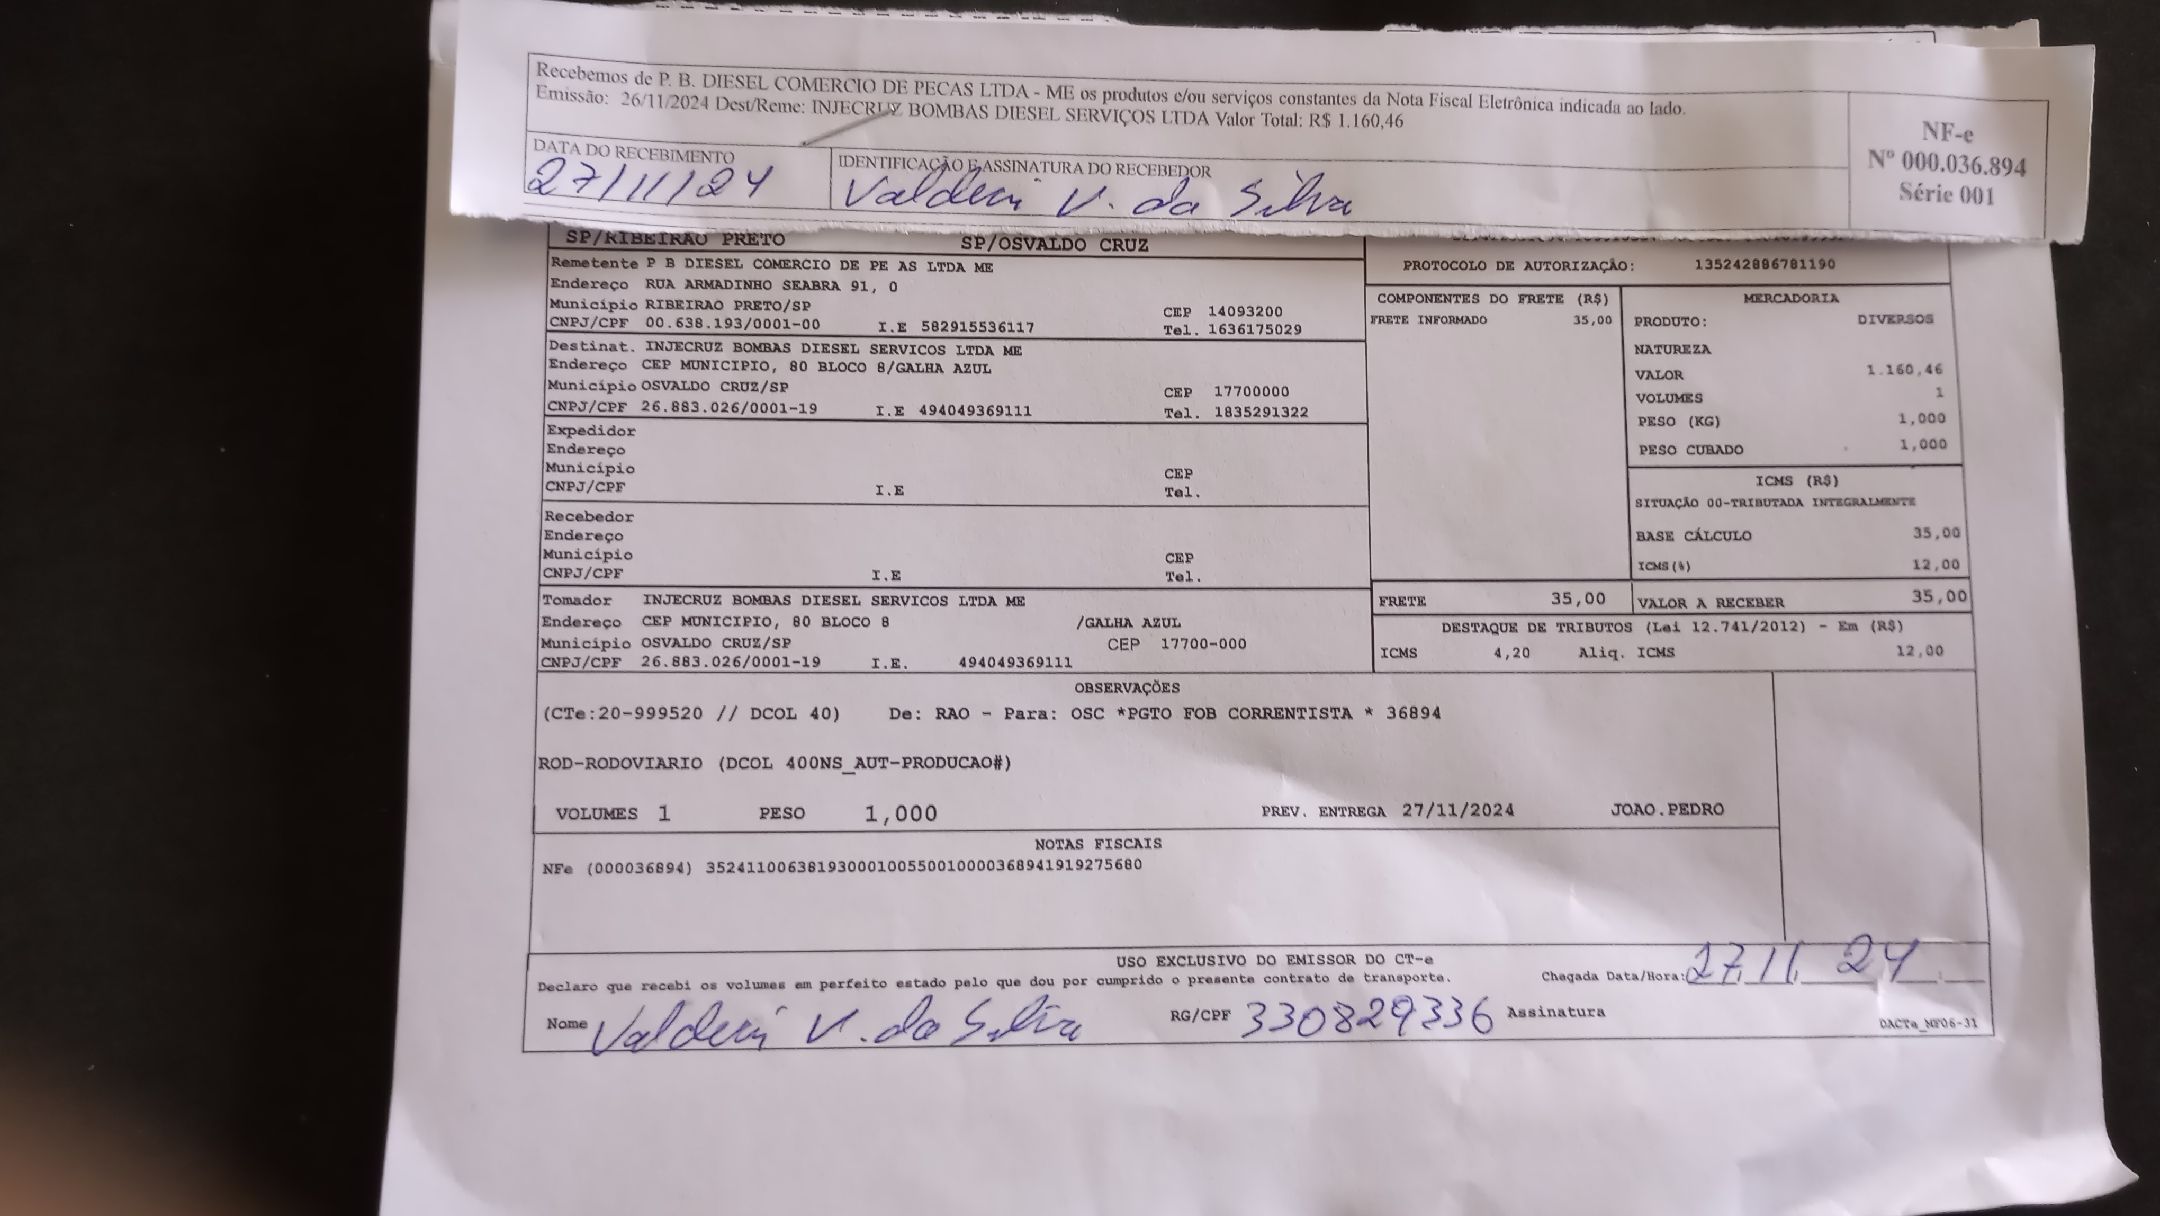 Recebemos de P. B. DIESEL COMERCIO DE PECAS LTDA - ME os produtos e/ou serviços constantes da Nota Fiscal Eletrônica indicada ao lado.
Emissão: 26/11/2024 Dest/Reme: INJECRUZ BOMBAS DIESEL SERVIÇOS LTDA Valor Total: R$ 1.160,46
DATA DO RECEBIMENTO
27/11/24
IDENTIFICAÇÃO E ASSINATURA DO RECEBEDOR
Valdeci V. da Silva
NF-e
Nº 000.036.894
Série 001
SP/RIBEIRAO PRETO SP/OSVALDO CRUZ
Remetente P B DIESEL COMERCIO DE PE AS LTDA ME
Endereço RUA ARMADINHO SEABRA 91, 0
Município RIBEIRAO PRETO/SP CEP 14093200
CNPJ/CPF 00.638.193/0001-00 I.E 582915536117 Tel. 1636175029
Destinat. INJECRUZ BOMBAS DIESEL SERVICOS LTDA ME
Endereço CEP MUNICIPIO, 80 BLOCO 8/GALHA AZUL
Município OSVALDO CRUZ/SP CEP 17700000
CNPJ/CPF 26.883.026/0001-19 I.E 494049369111 Tel. 1835291322
Expedidor
Endereço
Município CEP
CNPJ/CPF I.E Tel.
Recebedor
Endereço
Município CEP
CNPJ/CPF I.E Tel.
Tomador INJECRUZ BOMBAS DIESEL SERVICOS LTDA ME
Endereço CEP MUNICIPIO, 80 BLOCO 8 /GALHA AZUL
Município OSVALDO CRUZ/SP CEP 17700-000
CNPJ/CPF 26.883.026/0001-19 I.E. 494049369111
PROTOCOLO DE AUTORIZAÇÃO: 135242886781190
COMPONENTES DO FRETE (R$)
FRETE INFORMADO 35,00
MERCADORIA
PRODUTO: DIVERSOS
NATUREZA
VALOR 1.160,46
VOLUMES 1
PESO (KG) 1,000
PESO CUBADO 1,000
ICMS (R$)
SITUAÇÃO 00-TRIBUTADA INTEGRALMENTE
BASE CÁLCULO 35,00
ICMS(%) 12,00
FRETE 35,00 VALOR A RECEBER 35,00
DESTAQUE DE TRIBUTOS (Lei 12.741/2012) - Em (R$)
ICMS 4,20 Aliq. ICMS 12,00
OBSERVAÇÕES
(CTe:20-999520 // DCOL 40) De: RAO - Para: OSC *PGTO FOB CORRENTISTA * 36894
ROD-RODOVIARIO (DCOL 400NS_AUT-PRODUCAO#)
VOLUMES 1 PESO 1,000 PREV. ENTREGA 27/11/2024 JOAO.PEDRO
NOTAS FISCAIS
NFe (000036894) 35241100638193000100550010000368941919275680
USO EXCLUSIVO DO EMISSOR DO CT-e
Declaro que recebi os volumes em perfeito estado pelo que dou por cumprido o presente contrato de transporte. Chegada Data/Hora: 27 11 24
Nome Valdeci V. da Silva RG/CPF 330829336 Assinatura
DACTe_MF06-31